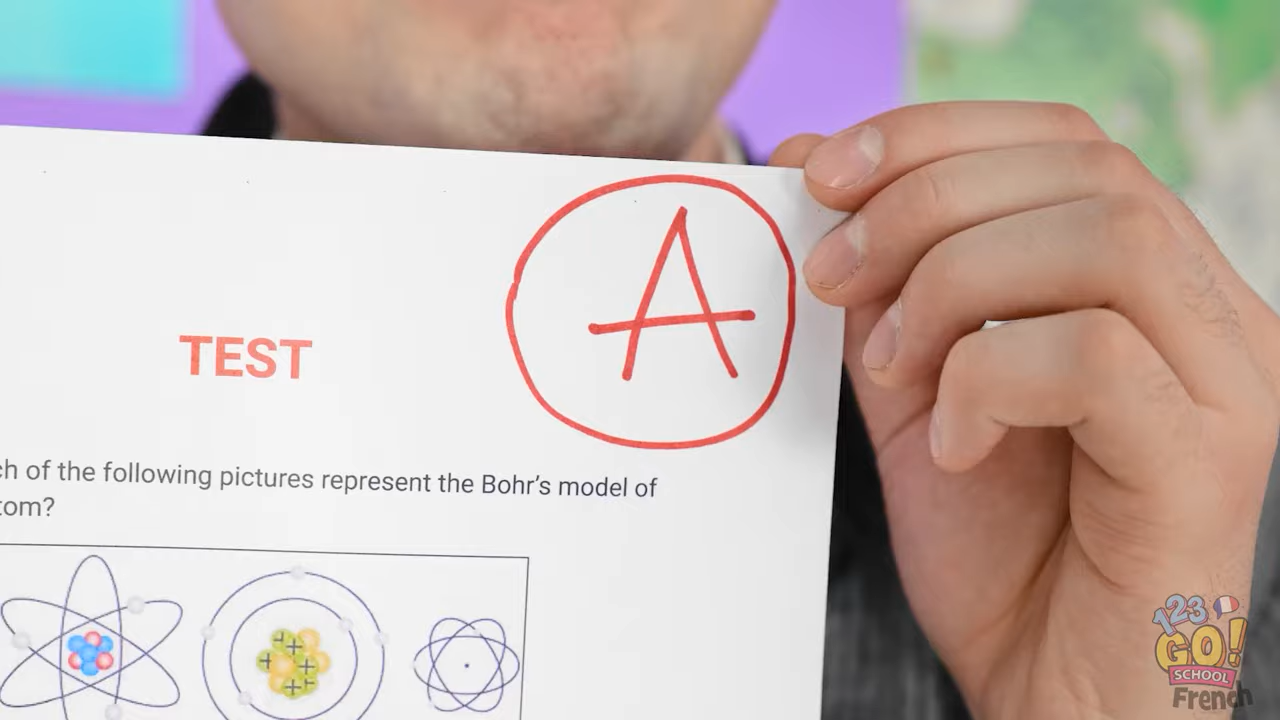 A
TEST
ch of the following pictures represent the Bohr's model of
tom?
123
GO!
SCHOOL
French